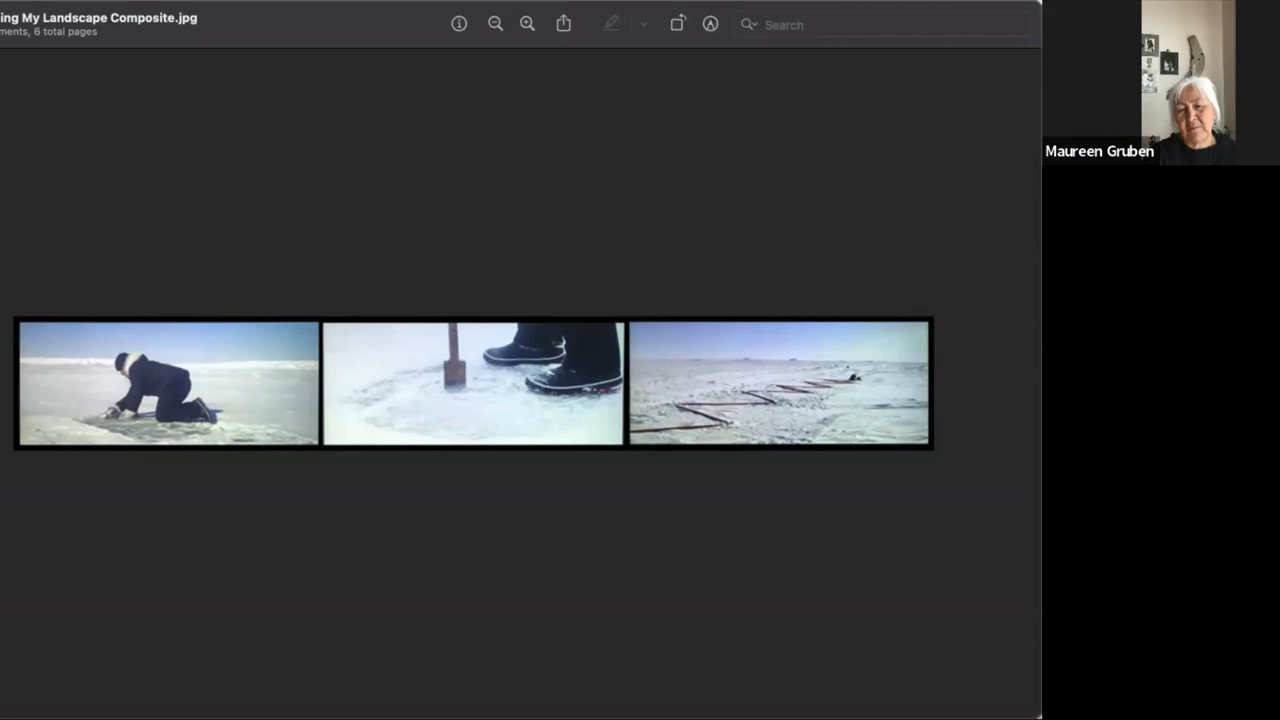 ing My Landscape Composite.jpg
ments, 6 total pages
Search
Maureen Gruben